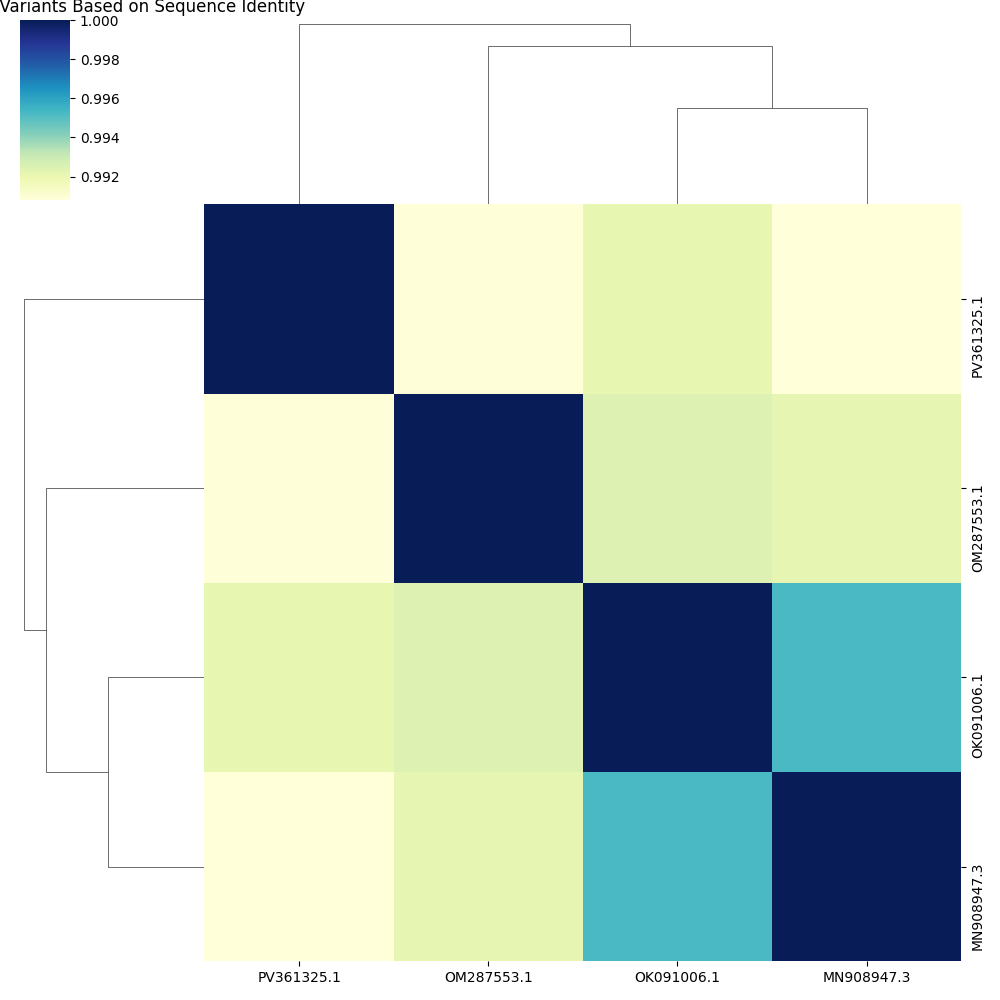 Variants Based on Sequence Identity
1.000
0.998
0.996
0.994
0.992
PV361325.1
OM287553.1
OK091006.1
MN908947.3
PV361325.1 OM287553.1 OK091006.1 MN908947.3